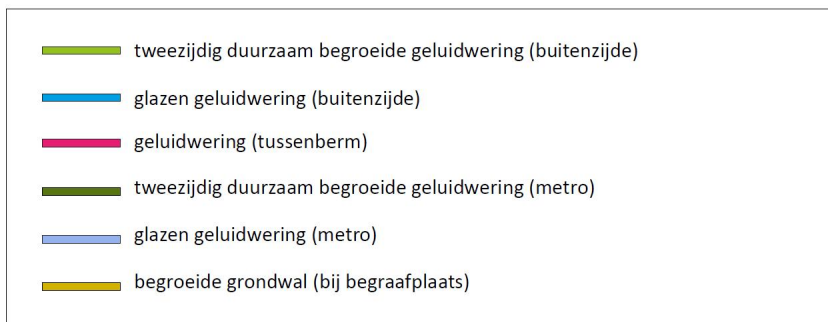 tweezijdig duurzaam begroeide geluidwering (buitenzijde)
glazen geluidwering (buitenzijde)
geluidwering (tussenberm)
tweezijdig duurzaam begroeide geluidwering (metro)
glazen geluidwering (metro)
begroeide grondwal (bij begraafplaats)